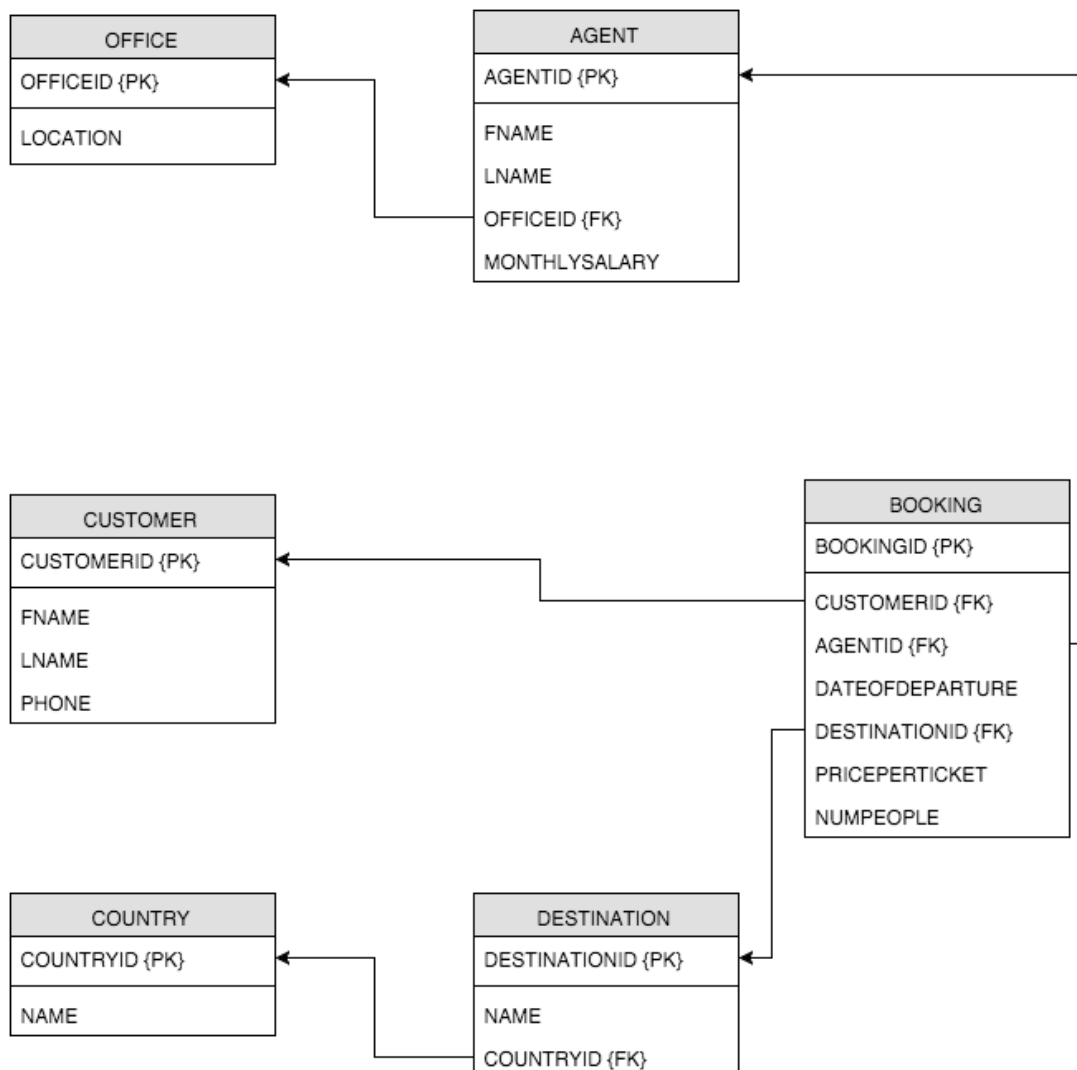 OFFICE
OFFICEID {PK}
LOCATION
AGENT
AGENTID {PK}
FNAME
LNAME
OFFICEID {FK}
MONTHLYSALARY
CUSTOMER
CUSTOMERID {PK}
FNAME
LNAME
PHONE
BOOKING
BOOKINGID {PK}
CUSTOMERID {FK}
AGENTID {FK}
DATEOFDEPARTURE
DESTINATIONID {FK}
PRICEPERTICKET
NUMPEOPLE
COUNTRY
COUNTRYID {PK}
NAME
DESTINATION
DESTINATIONID {PK}
NAME
COUNTRYID {FK}